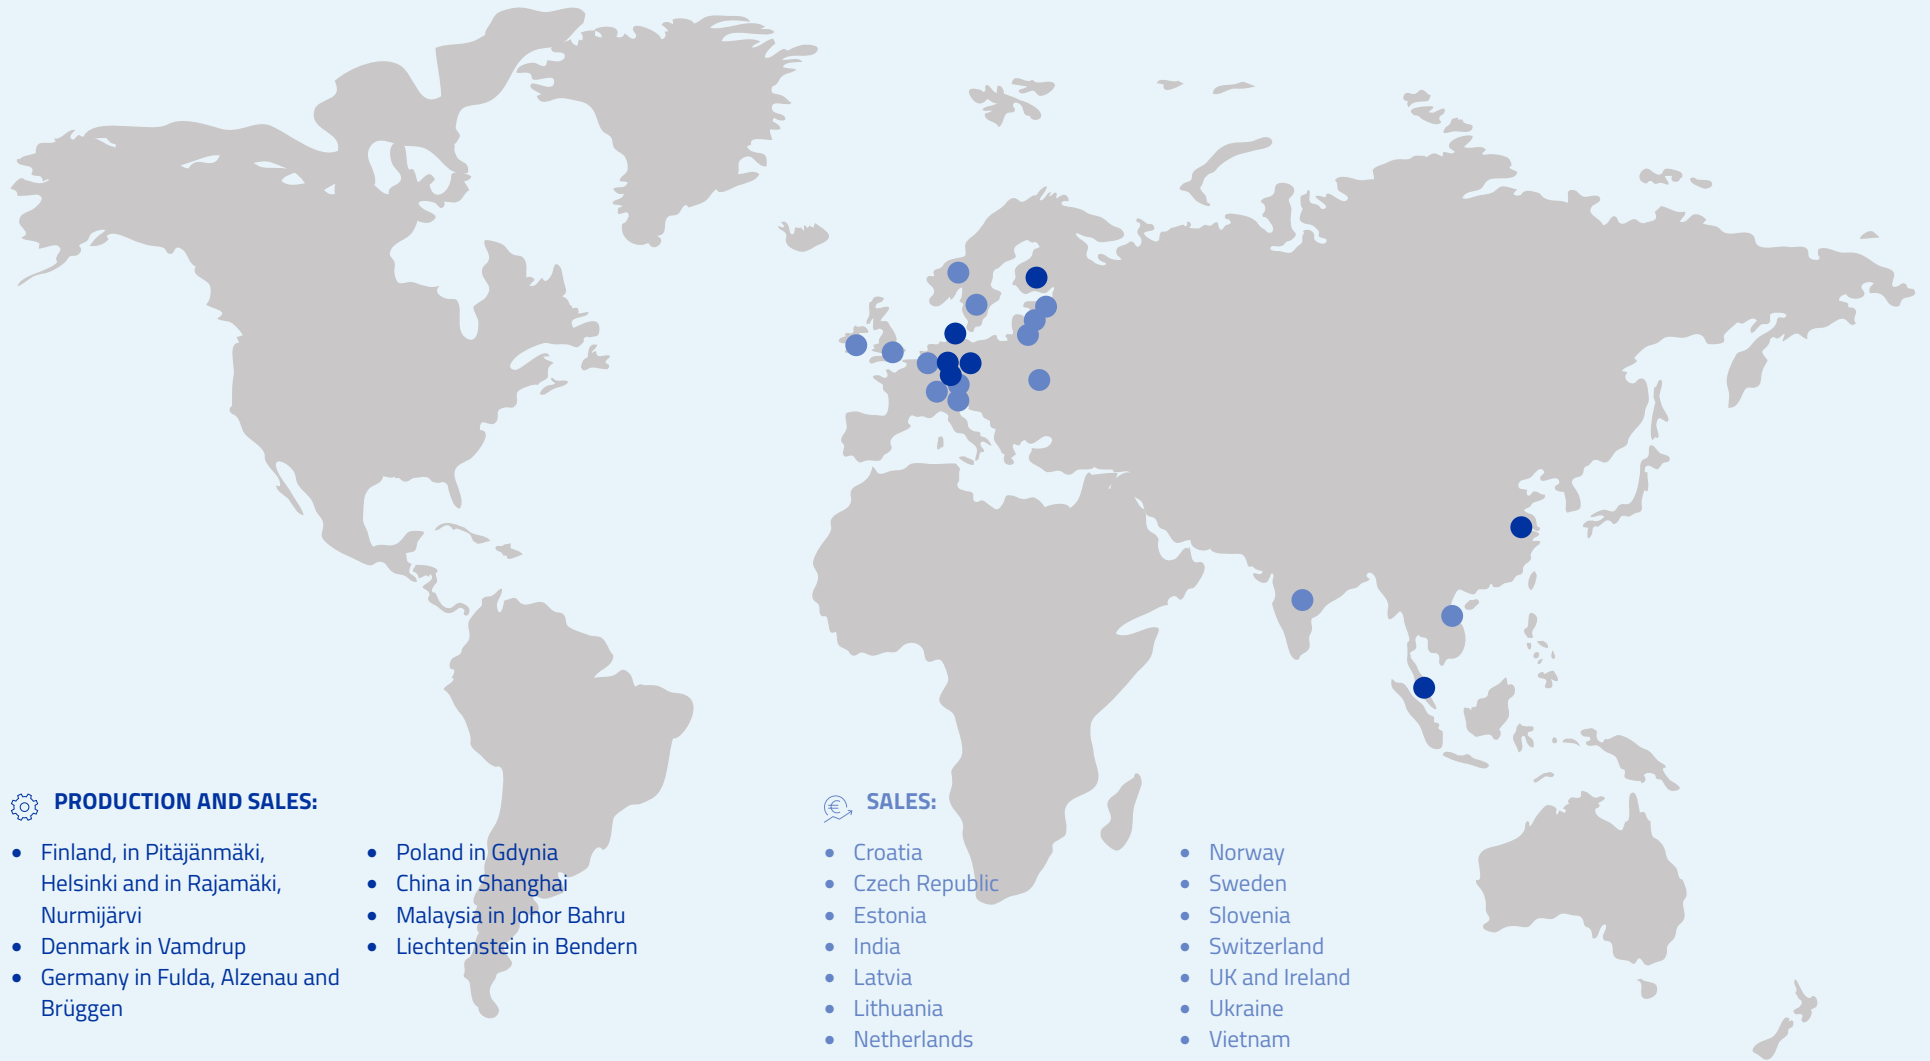 PRODUCTION AND SALES:
Finland, in Pitäjänmäki,
Helsinki and in Rajamäki,
Nurmijärvi
Denmark in Vamdrup
Germany in Fulda, Alzenau and
Brüggen
Poland in Gdynia
China in Shanghai
Malaysia in Johor Bahru
Liechtenstein in Bendern
€ SALES:
Croatia
Czech Republic
Estonia
India
Latvia
Lithuania
Netherlands
Norway
Sweden
Slovenia
Switzerland
UK and Ireland
Ukraine
Vietnam